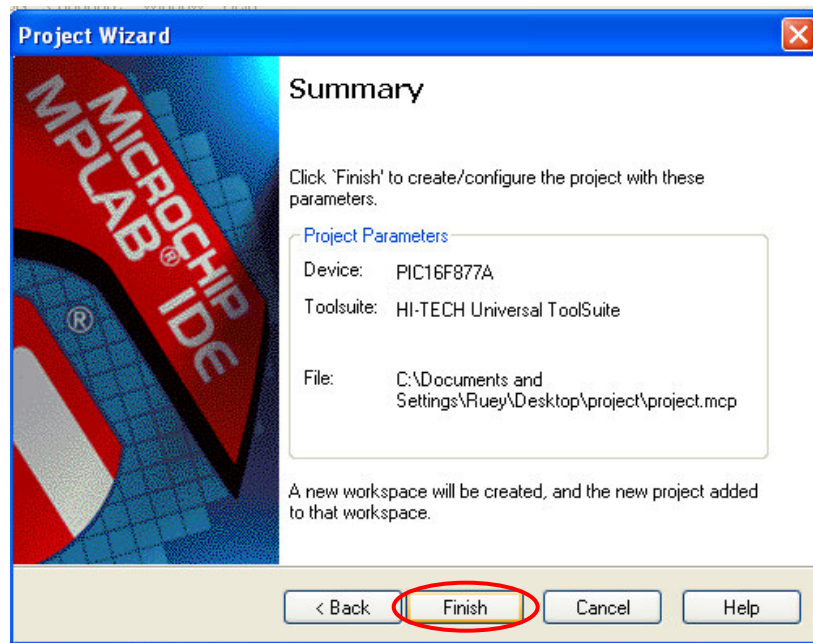 Project Wizard
MICROCHIP
MPLAB® IDE
®
Summary
Click `Finish' to create/configure the project with these
parameters.
Project Parameters
Device: PIC16F877A
Toolsuite: HI-TECH Universal ToolSuite
File: C:\Documents and
Settings\Ruey\Desktop\project\project.mcp
A new workspace will be created, and the new project added
to that workspace.
< Back Finish Cancel Help